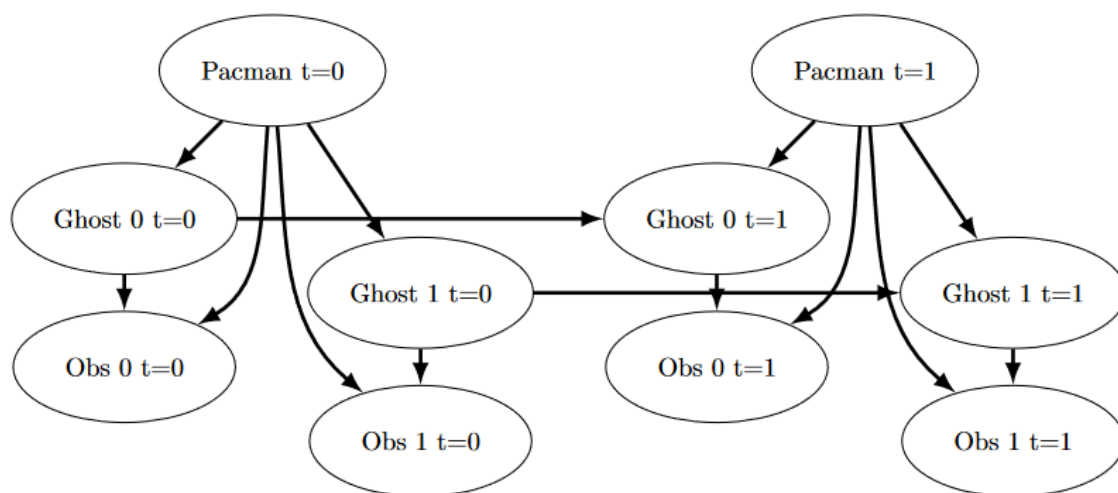 Pacman t=0
Pacman t=1
Ghost 0 t=0
Ghost 0 t=1
Ghost 1 t=0
Ghost 1 t=1
Obs 0 t=0
Obs 0 t=1
Obs 1 t=0
Obs 1 t=1